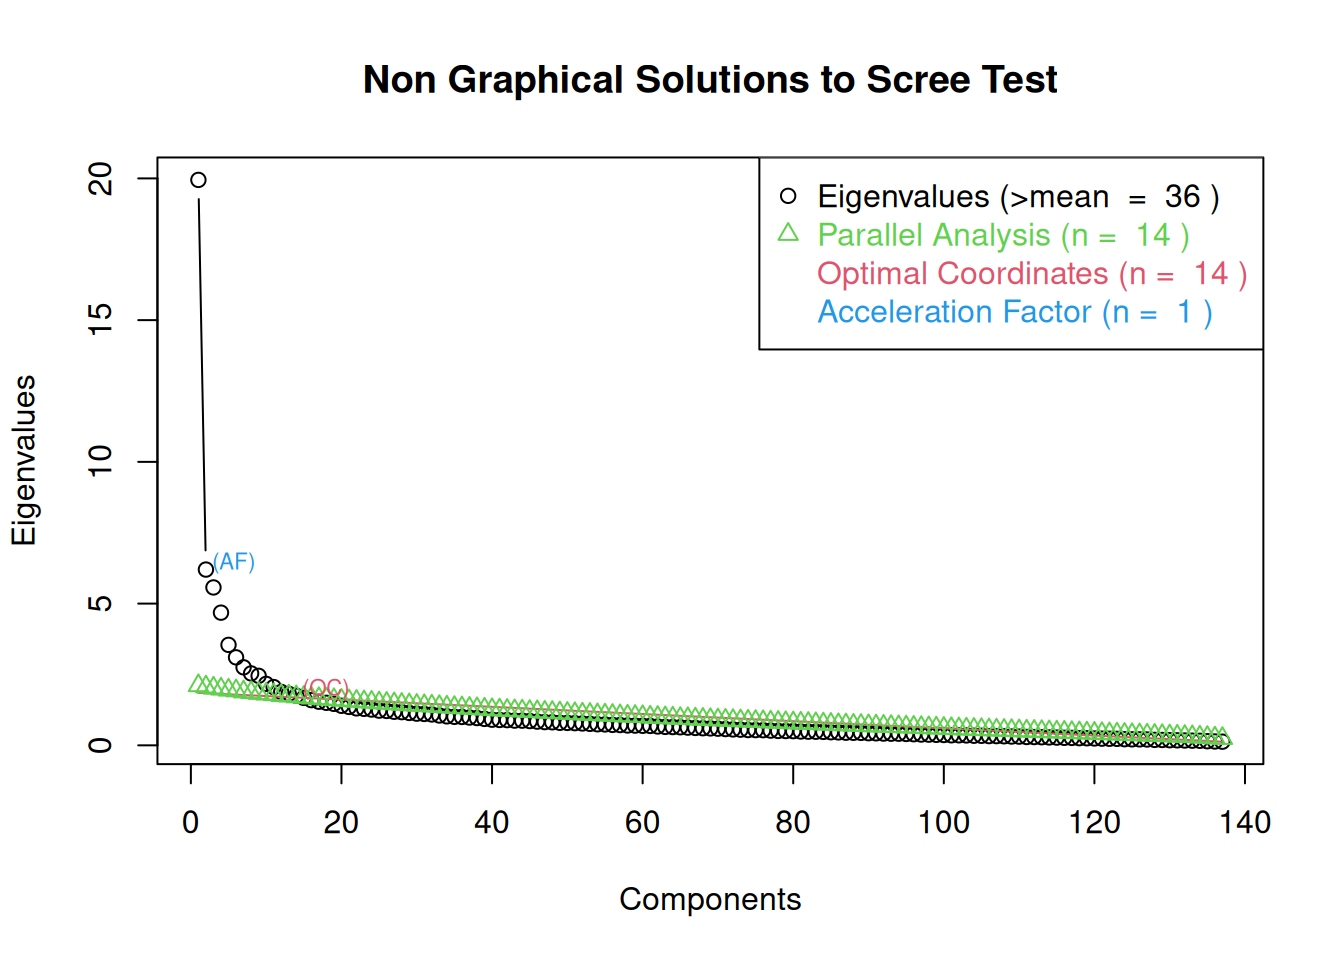 Non Graphical Solutions to Scree Test
Eigenvalues (>mean = 36 )
Parallel Analysis (n = 14 )
Optimal Coordinates (n = 14 )
Acceleration Factor (n = 1 )
20
15
10
5
0
Eigenvalues
(AF)
(OC)
0 20 40 60 80 100 120 140
Components